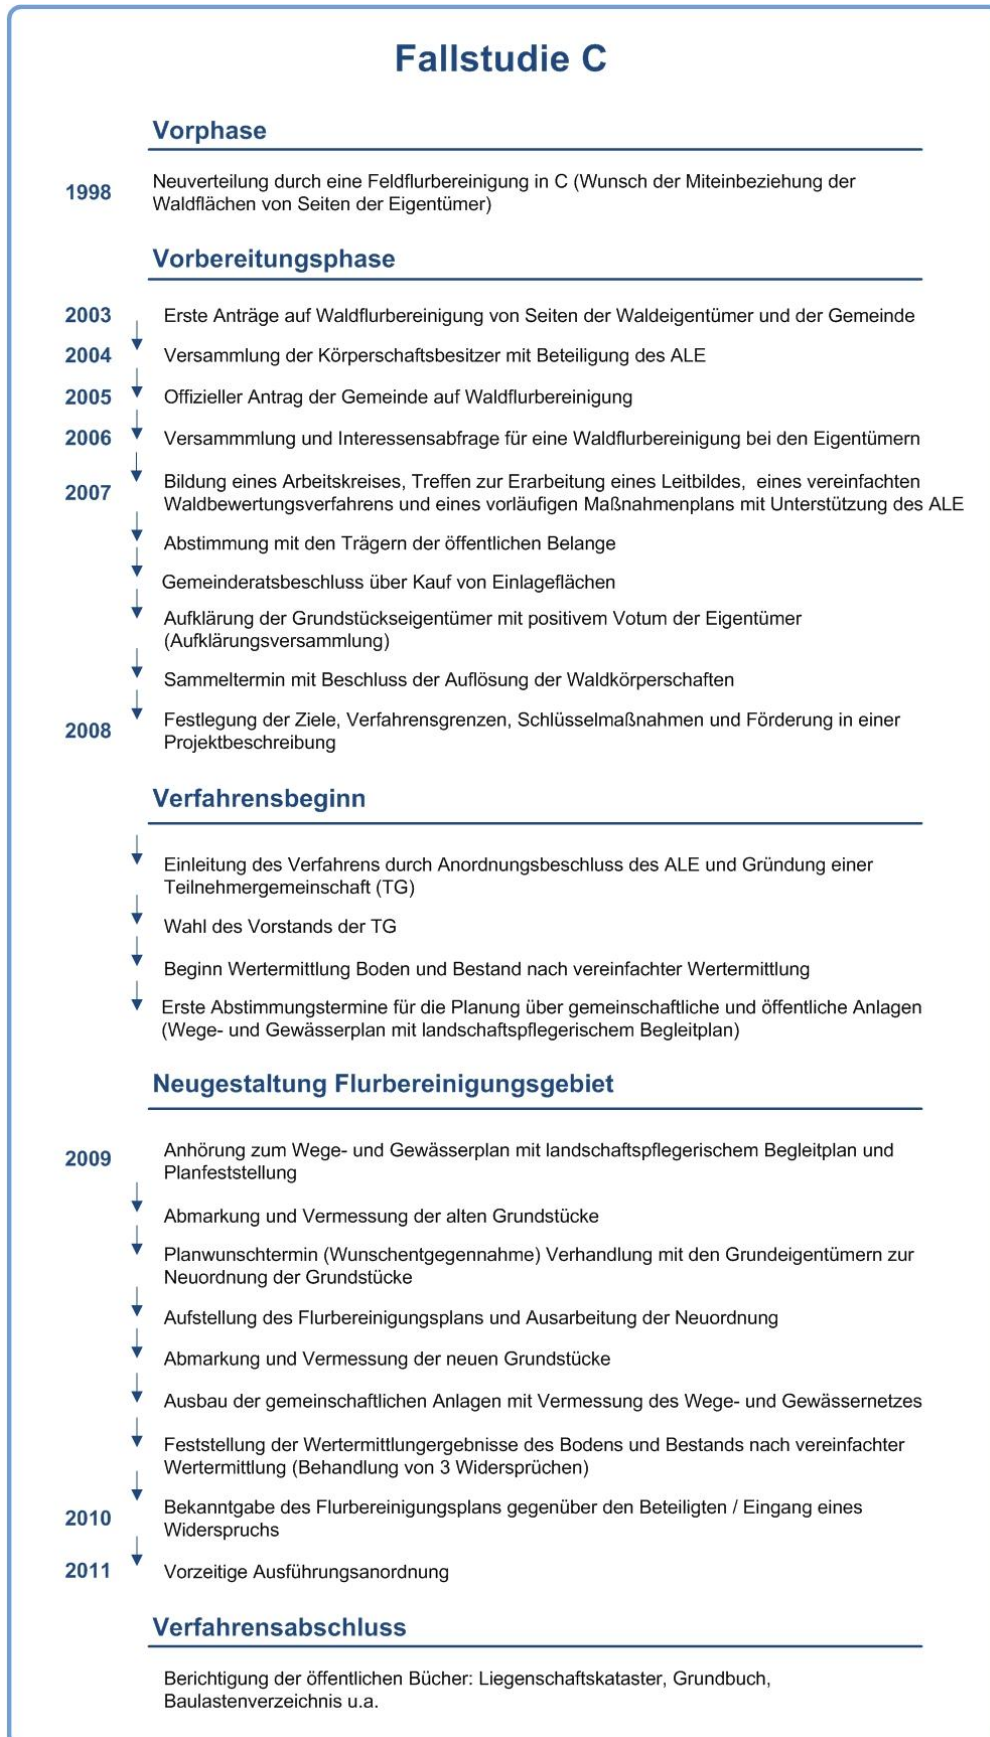 Fallstudie C
Vorphase
1998
Neuverteilung durch eine Feldflurbereinigung in C (Wunsch der Miteinbeziehung der
Waldflächen von Seiten der Eigentümer)
Vorbereitungsphase
2003
Erste Anträge auf Waldflurbereinigung von Seiten der Waldeigentümer und der Gemeinde
2004
Versammlung der Körperschaftsbesitzer mit Beteiligung des ALE
2005
Offizieller Antrag der Gemeinde auf Waldflurbereinigung
2006
Versammmlung und Interessensabfrage für eine Waldflurbereinigung bei den Eigentümern
2007
Bildung eines Arbeitskreises, Treffen zur Erarbeitung eines Leitbildes, eines vereinfachten
Waldbewertungsverfahrens und eines vorläufigen Maßnahmenplans mit Unterstützung des ALE
Abstimmung mit den Trägern der öffentlichen Belange
Gemeinderatsbeschluss über Kauf von Einlageflächen
Aufklärung der Grundstückseigentümer mit positivem Votum der Eigentümer
(Aufklärungsversammlung)
Sammeltermin mit Beschluss der Auflösung der Waldkörperschaften
2008
Festlegung der Ziele, Verfahrensgrenzen, Schlüsselmaßnahmen und Förderung in einer
Projektbeschreibung
Verfahrensbeginn
Einleitung des Verfahrens durch Anordnungsbeschluss des ALE und Gründung einer
Teilnehmergemeinschaft (TG)
Wahl des Vorstands der TG
Beginn Wertermittlung Boden und Bestand nach vereinfachter Wertermittlung
Erste Abstimmungstermine für die Planung über gemeinschaftliche und öffentliche Anlagen
(Wege- und Gewässerplan mit landschaftspflegerischem Begleitplan)
Neugestaltung Flurbereinigungsgebiet
2009
Anhörung zum Wege- und Gewässerplan mit landschaftspflegerischem Begleitplan und
Planfeststellung
Abmarkung und Vermessung der alten Grundstücke
Planwunschtermin (Wunschentgegennahme) Verhandlung mit den Grundeigentümern zur
Neuordnung der Grundstücke
Aufstellung des Flurbereinigungsplans und Ausarbeitung der Neuordnung
Abmarkung und Vermessung der neuen Grundstücke
Ausbau der gemeinschaftlichen Anlagen mit Vermessung des Wege- und Gewässernetzes
Feststellung der Wertermittlungergebnisse des Bodens und Bestands nach vereinfachter
Wertermittlung (Behandlung von 3 Widersprüchen)
2010
Bekanntgabe des Flurbereinigungsplans gegenüber den Beteiligten / Eingang eines
Widerspruchs
2011
Vorzeitige Ausführungsanordnung
Verfahrensabschluss
Berichtigung der öffentlichen Bücher: Liegenschaftskataster, Grundbuch,
Baulastenverzeichnis u.a.